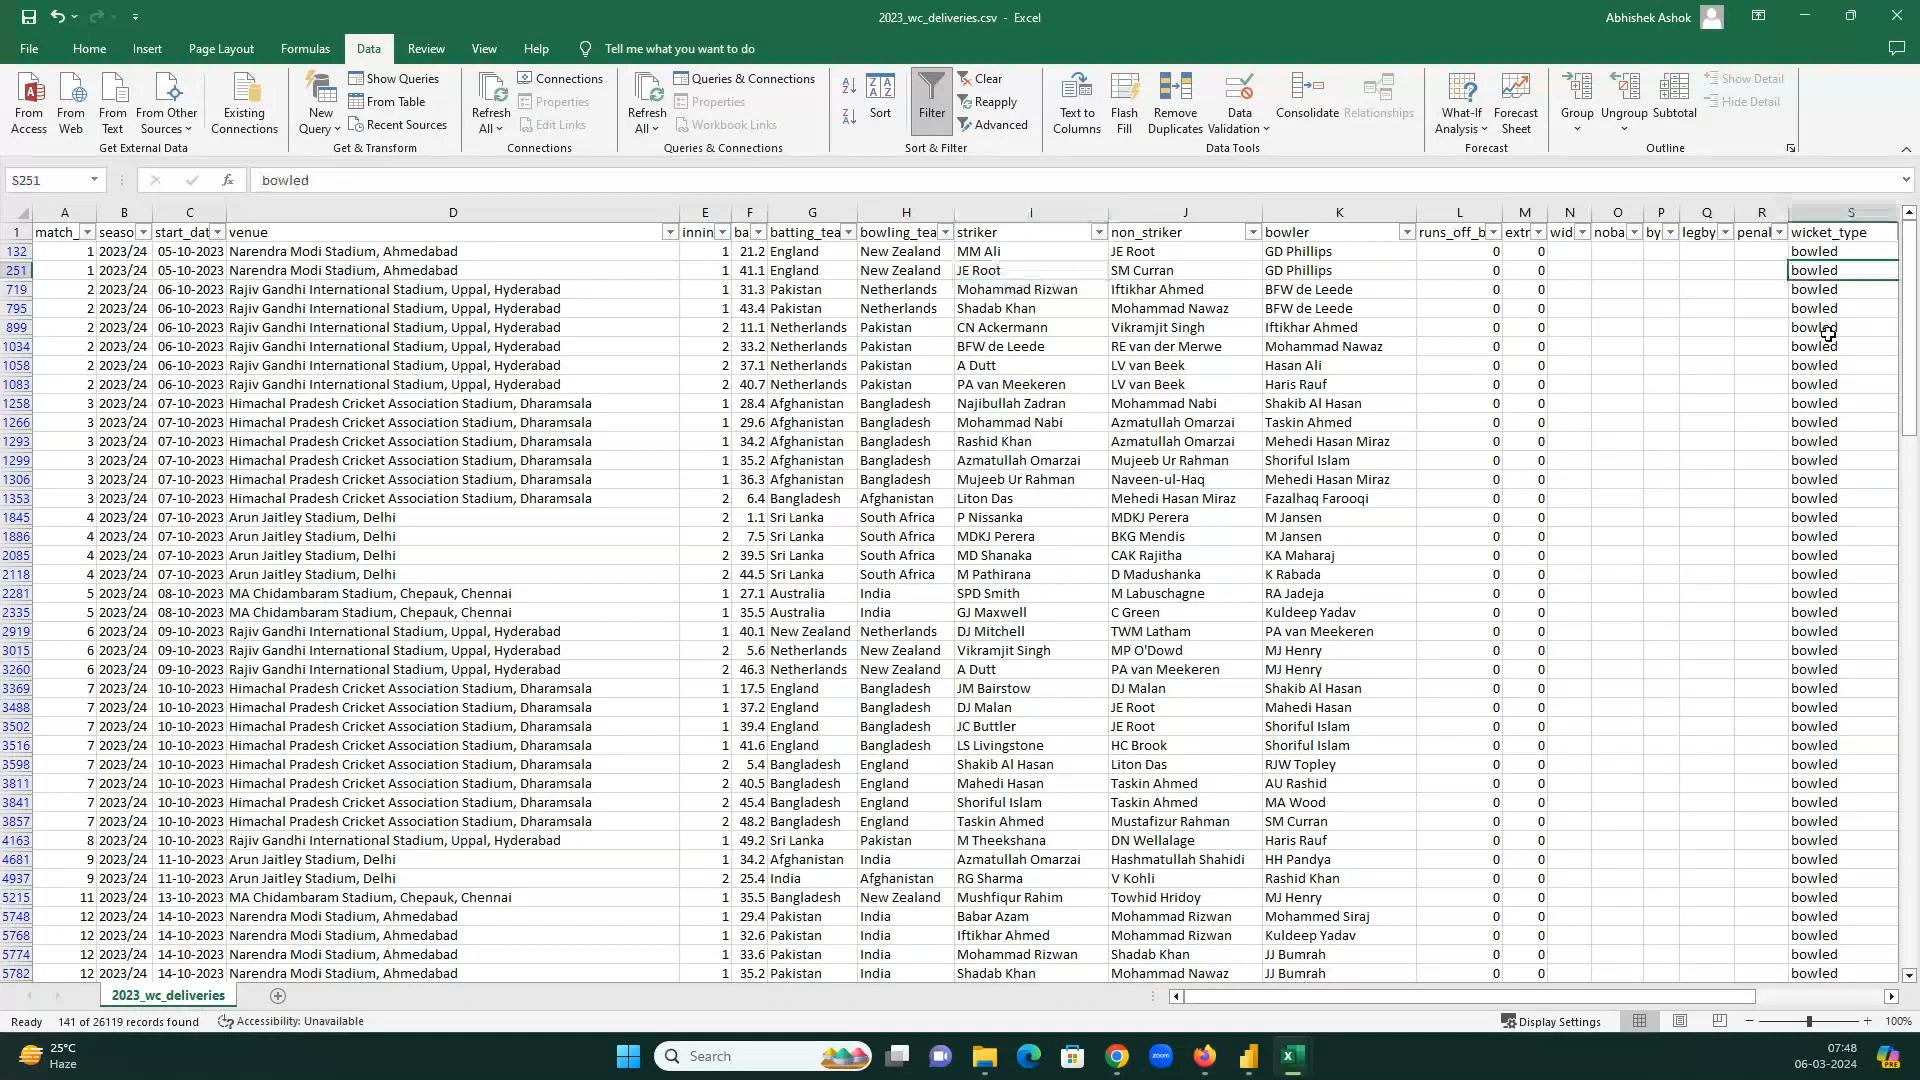 2023_wc_deliveries.csv - Excel
Abhishek Ashok
File Home Insert Page Layout Formulas Data Review View Help Tell me what you want to do
From Access
From Web
From Text
From Other Sources
Existing Connections
Get External Data
New Query
Show Queries
From Table
Recent Sources
Get & Transform
Refresh All
Connections
Properties
Edit Links
Connections
Refresh All
Queries & Connections
Properties
Workbook Links
Queries & Connections
Sort
Filter
Clear
Reapply
Advanced
Sort & Filter
Text to Columns
Flash Fill
Remove Duplicates
Data Validation
Consolidate
Relationships
Data Tools
What-If Analysis
Forecast Sheet
Forecast
Group
Ungroup
Subtotal
Show Detail
Hide Detail
Outline
S251 fx bowled
A B C D E F G H I J K L M N O P Q R S
1 match_ seaso start_dat venue innin ba batting_tea bowling_tea striker non_striker bowler runs_off_b extr wid noba by legby penal wicket_type
132 1 2023/24 05-10-2023 Narendra Modi Stadium, Ahmedabad 1 21.2 England New Zealand MM Ali JE Root GD Phillips 0 0 bowled
251 1 2023/24 05-10-2023 Narendra Modi Stadium, Ahmedabad 1 41.1 England New Zealand JE Root SM Curran GD Phillips 0 0 bowled
719 2 2023/24 06-10-2023 Rajiv Gandhi International Stadium, Uppal, Hyderabad 1 31.3 Pakistan Netherlands Mohammad Rizwan Iftikhar Ahmed BFW de Leede 0 0 bowled
795 2 2023/24 06-10-2023 Rajiv Gandhi International Stadium, Uppal, Hyderabad 1 43.4 Pakistan Netherlands Shadab Khan Mohammad Nawaz BFW de Leede 0 0 bowled
899 2 2023/24 06-10-2023 Rajiv Gandhi International Stadium, Uppal, Hyderabad 2 11.1 Netherlands Pakistan CN Ackermann Vikramjit Singh Iftikhar Ahmed 0 0 bowled
1034 2 2023/24 06-10-2023 Rajiv Gandhi International Stadium, Uppal, Hyderabad 2 33.2 Netherlands Pakistan BFW de Leede RE van der Merwe Mohammad Nawaz 0 0 bowled
1058 2 2023/24 06-10-2023 Rajiv Gandhi International Stadium, Uppal, Hyderabad 2 37.1 Netherlands Pakistan A Dutt LV van Beek Hasan Ali 0 0 bowled
1083 2 2023/24 06-10-2023 Rajiv Gandhi International Stadium, Uppal, Hyderabad 2 40.7 Netherlands Pakistan PA van Meekeren LV van Beek Haris Rauf 0 0 bowled
1258 3 2023/24 07-10-2023 Himachal Pradesh Cricket Association Stadium, Dharamsala 1 28.4 Afghanistan Bangladesh Najibullah Zadran Mohammad Nabi Shakib Al Hasan 0 0 bowled
1266 3 2023/24 07-10-2023 Himachal Pradesh Cricket Association Stadium, Dharamsala 1 29.6 Afghanistan Bangladesh Mohammad Nabi Azmatullah Omarzai Taskin Ahmed 0 0 bowled
1293 3 2023/24 07-10-2023 Himachal Pradesh Cricket Association Stadium, Dharamsala 1 34.2 Afghanistan Bangladesh Rashid Khan Azmatullah Omarzai Mehedi Hasan Miraz 0 0 bowled
1299 3 2023/24 07-10-2023 Himachal Pradesh Cricket Association Stadium, Dharamsala 1 35.2 Afghanistan Bangladesh Azmatullah Omarzai Mujeeb Ur Rahman Shoriful Islam 0 0 bowled
1306 3 2023/24 07-10-2023 Himachal Pradesh Cricket Association Stadium, Dharamsala 1 36.3 Afghanistan Bangladesh Mujeeb Ur Rahman Naveen-ul-Haq Mehedi Hasan Miraz 0 0 bowled
1353 3 2023/24 07-10-2023 Himachal Pradesh Cricket Association Stadium, Dharamsala 2 6.4 Bangladesh Afghanistan Liton Das Mehedi Hasan Miraz Fazalhaq Farooqi 0 0 bowled
1845 4 2023/24 07-10-2023 Arun Jaitley Stadium, Delhi 2 1.1 Sri Lanka South Africa P Nissanka MDKJ Perera M Jansen 0 0 bowled
1886 4 2023/24 07-10-2023 Arun Jaitley Stadium, Delhi 2 7.5 Sri Lanka South Africa MDKJ Perera BKG Mendis M Jansen 0 0 bowled
2085 4 2023/24 07-10-2023 Arun Jaitley Stadium, Delhi 2 39.5 Sri Lanka South Africa MD Shanaka CAK Rajitha KA Maharaj 0 0 bowled
2118 4 2023/24 07-10-2023 Arun Jaitley Stadium, Delhi 2 44.5 Sri Lanka South Africa M Pathirana D Madushanka K Rabada 0 0 bowled
2281 5 2023/24 08-10-2023 MA Chidambaram Stadium, Chepauk, Chennai 1 27.1 Australia India SPD Smith M Labuschagne RA Jadeja 0 0 bowled
2335 5 2023/24 08-10-2023 MA Chidambaram Stadium, Chepauk, Chennai 1 35.5 Australia India GJ Maxwell C Green Kuldeep Yadav 0 0 bowled
2919 6 2023/24 09-10-2023 Rajiv Gandhi International Stadium, Uppal, Hyderabad 1 40.1 New Zealand Netherlands DJ Mitchell TWM Latham PA van Meekeren 0 0 bowled
3015 6 2023/24 09-10-2023 Rajiv Gandhi International Stadium, Uppal, Hyderabad 2 5.6 Netherlands New Zealand Vikramjit Singh MP O'Dowd MJ Henry 0 0 bowled
3260 6 2023/24 09-10-2023 Rajiv Gandhi International Stadium, Uppal, Hyderabad 2 46.3 Netherlands New Zealand A Dutt PA van Meekeren MJ Henry 0 0 bowled
3369 7 2023/24 10-10-2023 Himachal Pradesh Cricket Association Stadium, Dharamsala 1 17.5 England Bangladesh JM Bairstow DJ Malan Shakib Al Hasan 0 0 bowled
3488 7 2023/24 10-10-2023 Himachal Pradesh Cricket Association Stadium, Dharamsala 1 37.2 England Bangladesh DJ Malan JE Root Mahedi Hasan 0 0 bowled
3502 7 2023/24 10-10-2023 Himachal Pradesh Cricket Association Stadium, Dharamsala 1 39.4 England Bangladesh JC Buttler JE Root Shoriful Islam 0 0 bowled
3516 7 2023/24 10-10-2023 Himachal Pradesh Cricket Association Stadium, Dharamsala 1 41.6 England Bangladesh LS Livingstone HC Brook Shoriful Islam 0 0 bowled
3598 7 2023/24 10-10-2023 Himachal Pradesh Cricket Association Stadium, Dharamsala 2 5.4 Bangladesh England Shakib Al Hasan Liton Das RJW Topley 0 0 bowled
3811 7 2023/24 10-10-2023 Himachal Pradesh Cricket Association Stadium, Dharamsala 2 40.5 Bangladesh England Mahedi Hasan Taskin Ahmed AU Rashid 0 0 bowled
3841 7 2023/24 10-10-2023 Himachal Pradesh Cricket Association Stadium, Dharamsala 2 45.4 Bangladesh England Shoriful Islam Taskin Ahmed MA Wood 0 0 bowled
3857 7 2023/24 10-10-2023 Himachal Pradesh Cricket Association Stadium, Dharamsala 2 48.2 Bangladesh England Taskin Ahmed Mustafizur Rahman SM Curran 0 0 bowled
4163 8 2023/24 10-10-2023 Rajiv Gandhi International Stadium, Uppal, Hyderabad 1 49.2 Sri Lanka Pakistan M Theekshana DN Wellalage Haris Rauf 0 0 bowled
4681 9 2023/24 11-10-2023 Arun Jaitley Stadium, Delhi 1 34.2 Afghanistan India Azmatullah Omarzai Hashmatullah Shahidi HH Pandya 0 0 bowled
4937 9 2023/24 11-10-2023 Arun Jaitley Stadium, Delhi 2 25.4 India Afghanistan RG Sharma V Kohli Rashid Khan 0 0 bowled
5215 11 2023/24 13-10-2023 MA Chidambaram Stadium, Chepauk, Chennai 1 35.5 Bangladesh New Zealand Mushfiqur Rahim Towhid Hridoy MJ Henry 0 0 bowled
5748 12 2023/24 14-10-2023 Narendra Modi Stadium, Ahmedabad 1 29.4 Pakistan India Babar Azam Mohammad Rizwan Mohammed Siraj 0 0 bowled
5768 12 2023/24 14-10-2023 Narendra Modi Stadium, Ahmedabad 1 32.6 Pakistan India Iftikhar Ahmed Mohammad Rizwan Kuldeep Yadav 0 0 bowled
5774 12 2023/24 14-10-2023 Narendra Modi Stadium, Ahmedabad 1 33.6 Pakistan India Mohammad Rizwan Shadab Khan JJ Bumrah 0 0 bowled
5782 12 2023/24 14-10-2023 Narendra Modi Stadium, Ahmedabad 1 35.2 Pakistan India Shadab Khan Mohammad Nawaz JJ Bumrah 0 0 bowled
2023_wc_deliveries
Ready 141 of 26119 records found Accessibility: Unavailable Display Settings 100%
25°C
Haze
Search
zoom
07:48
06-03-2024
PRE